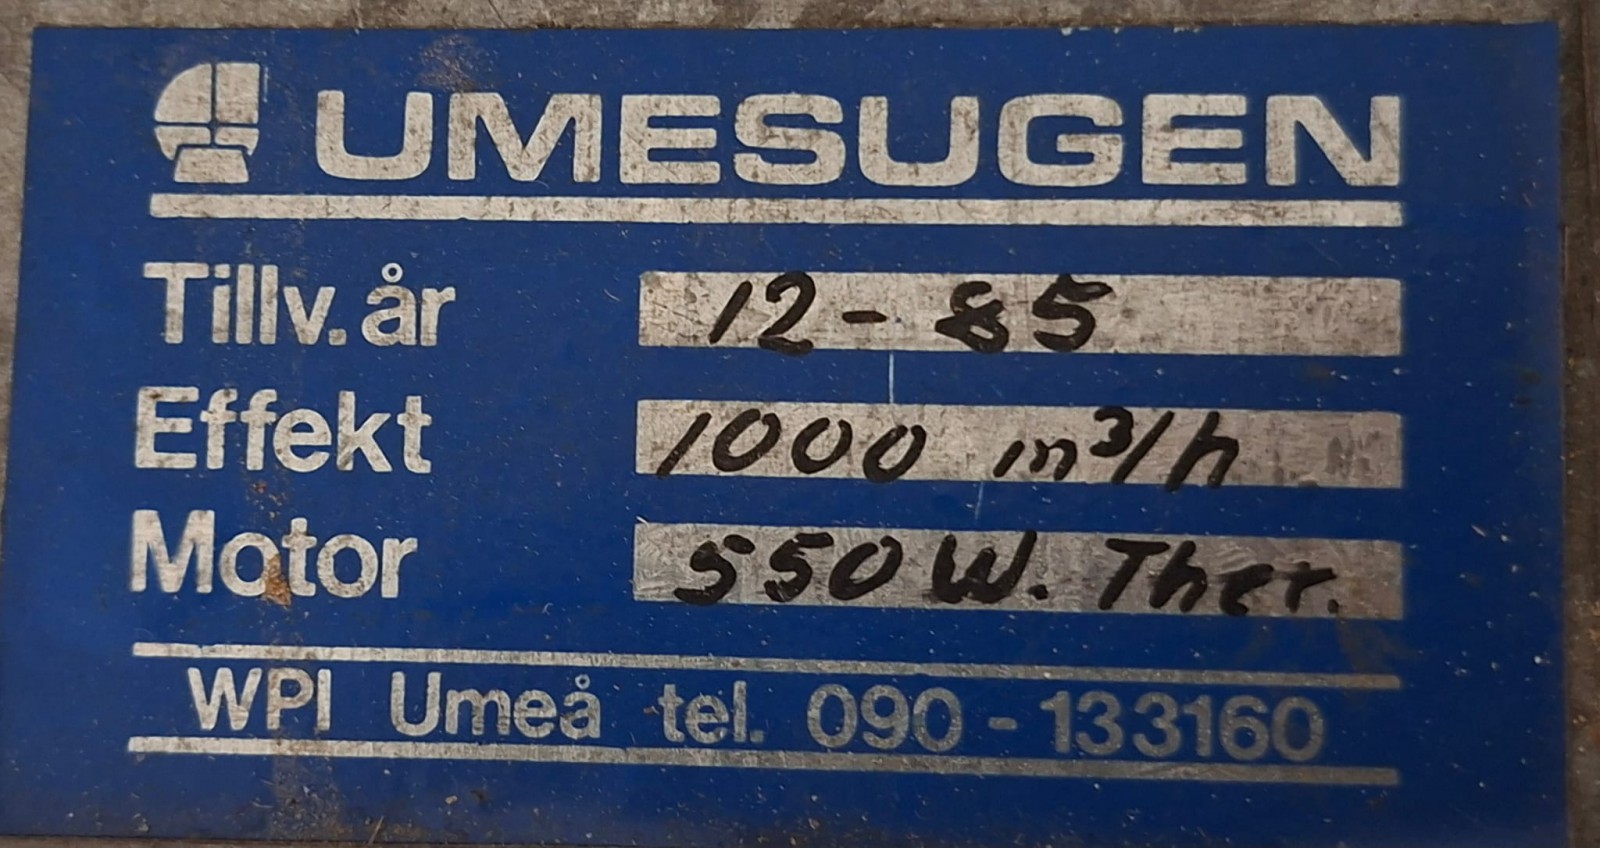 UMESUGEN
Tillv. år 12-85
Effekt 1000 m³/h
Motor 550 W. Ther.
WPI Umeå tel. 090-133160